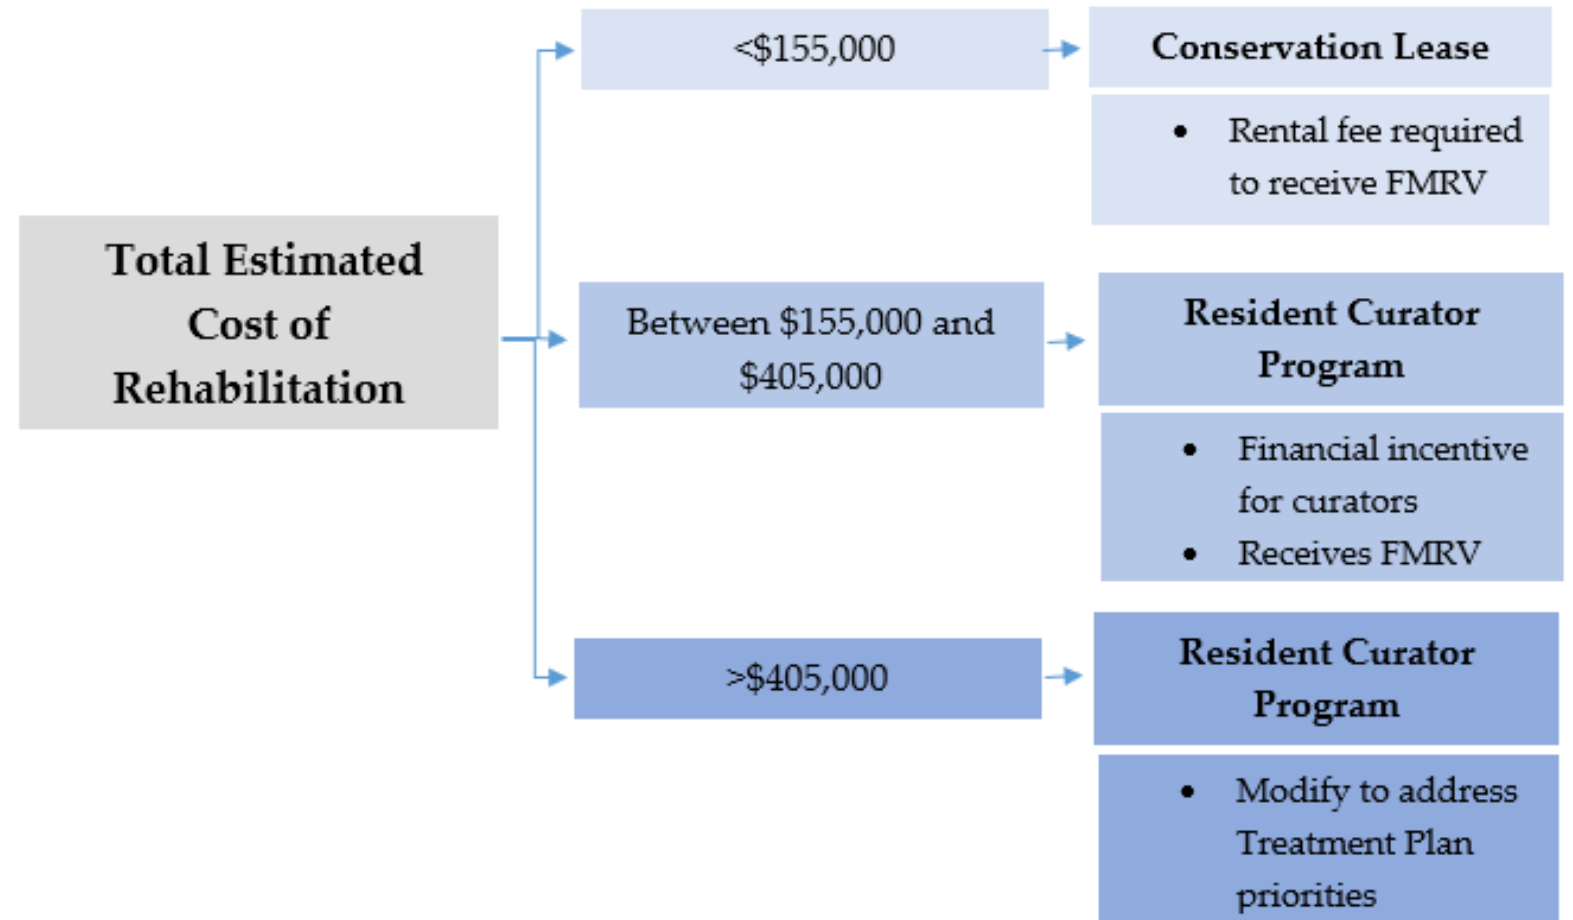 Total Estimated
Cost of
Rehabilitation
<$155,000
Conservation Lease
• Rental fee required
to receive FMRV
Between $155,000 and
$405,000
Resident Curator
Program
• Financial incentive
for curators
• Receives FMRV
>$405,000
Resident Curator
Program
• Modify to address
Treatment Plan
priorities